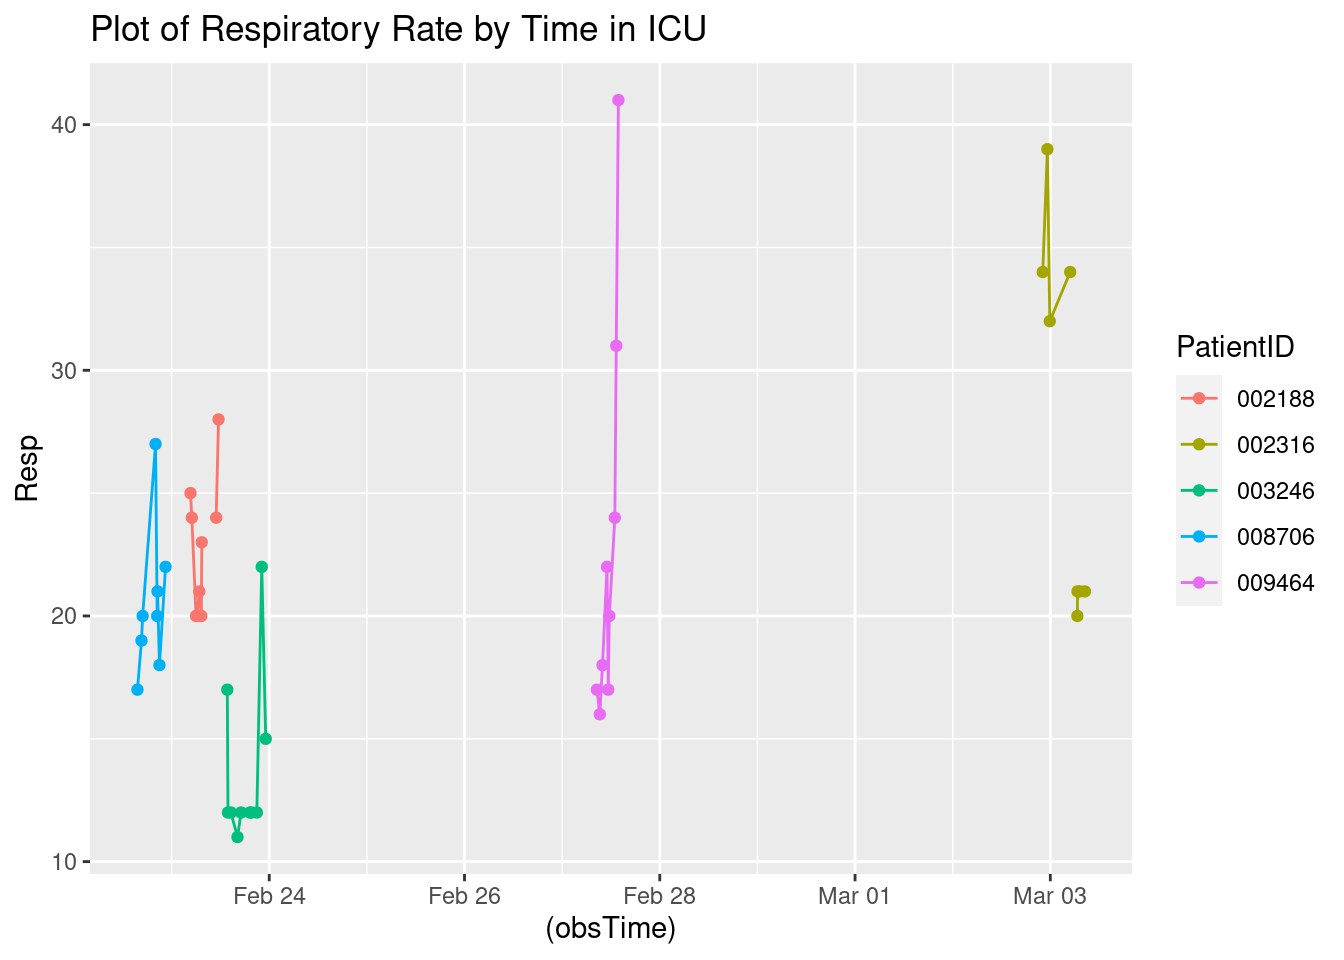 Plot of Respiratory Rate by Time in ICU
40
30
20
10
Resp
Feb 24 Feb 26 Feb 28 Mar 01 Mar 03
(obsTime)
PatientID
002188
002316
003246
008706
009464